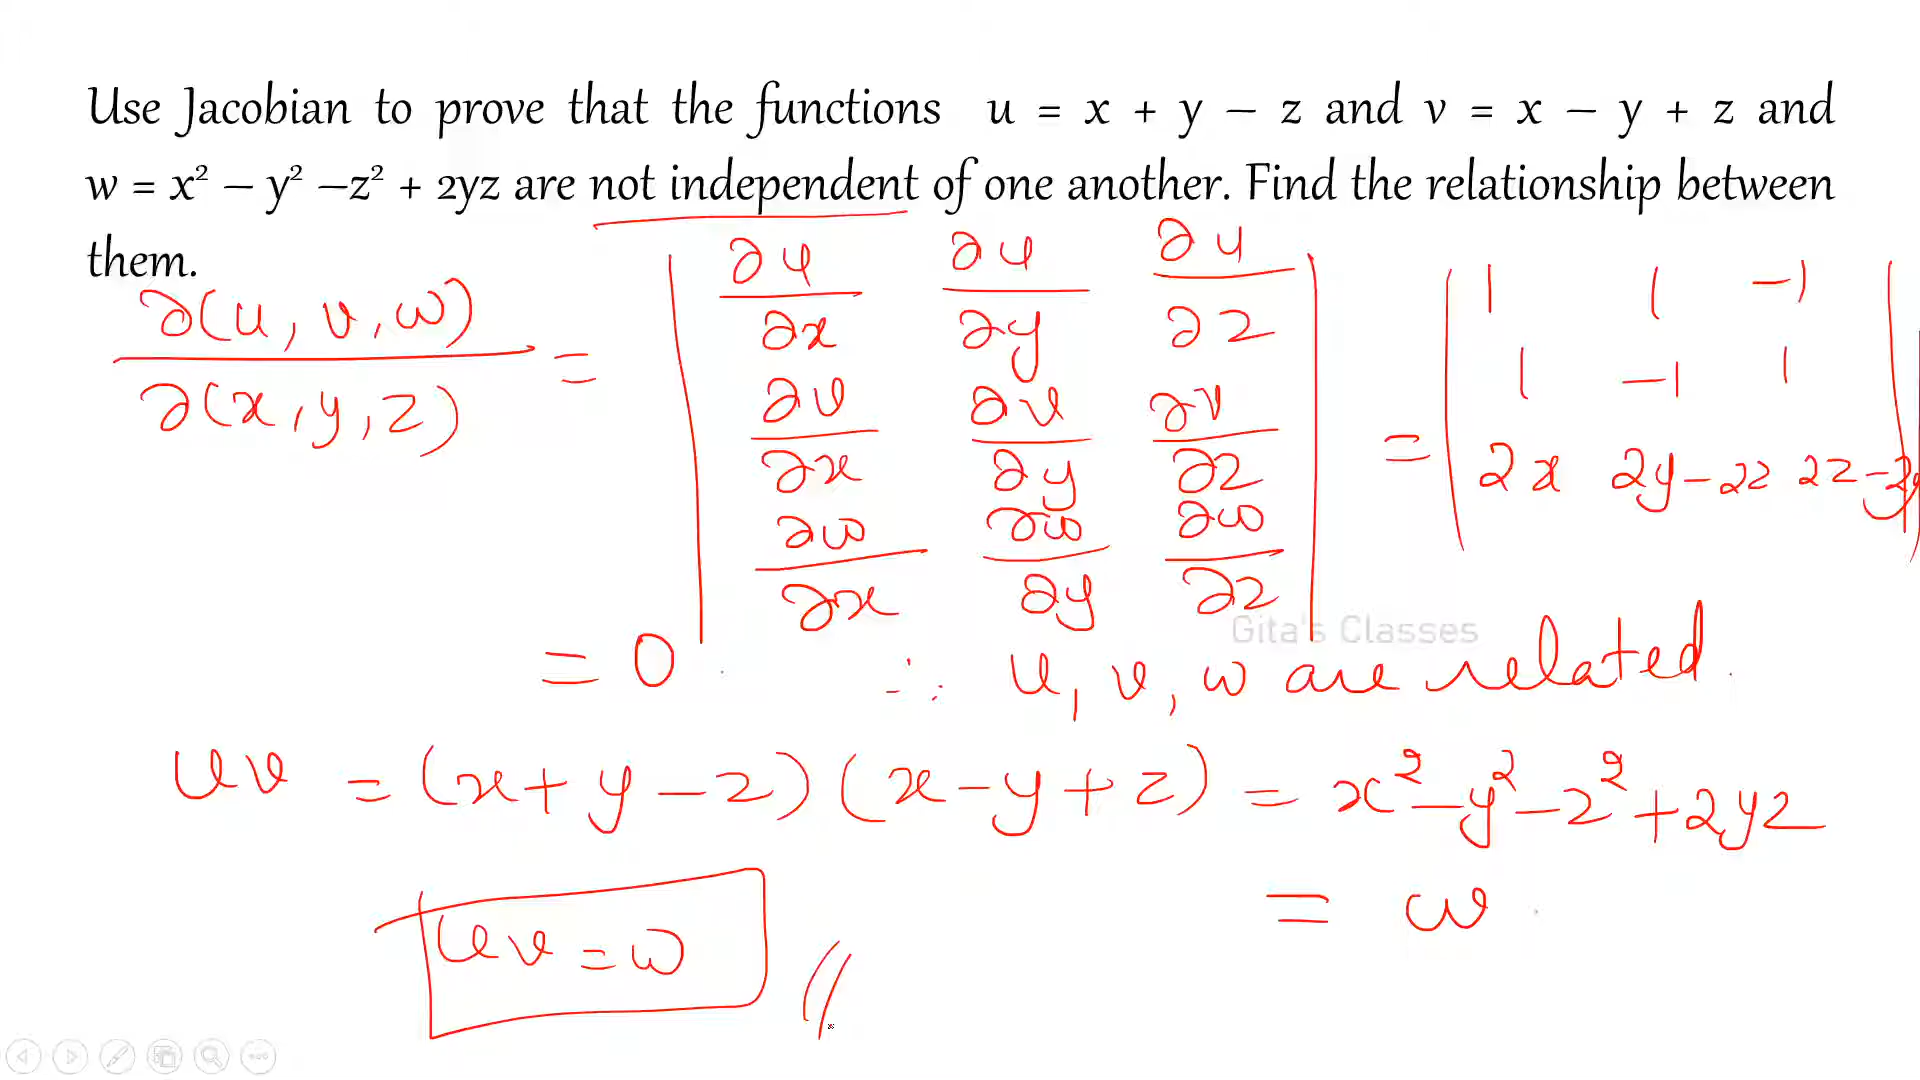 Use Jacobian to prove that the functions u = x + y − z and v = x − y + z and
w = x² − y² −z² + 2yz are not independent of one another. Find the relationship between
them.
∂(u, v, w) / ∂(x, y, z) = | ∂u/∂x ∂u/∂y ∂u/∂z | = | 1 1 −1 |
| ∂v/∂x ∂v/∂y ∂v/∂z | | 1 −1 1 |
| ∂w/∂x ∂w/∂y ∂w/∂z | | 2x 2y−2z 2z−2y |
Gita's Classes
= 0 ∴ u, v, w are related.
uv = (x+y−z)(x−y+z) = x²−y²−z²+2yz
= w
uv = w //